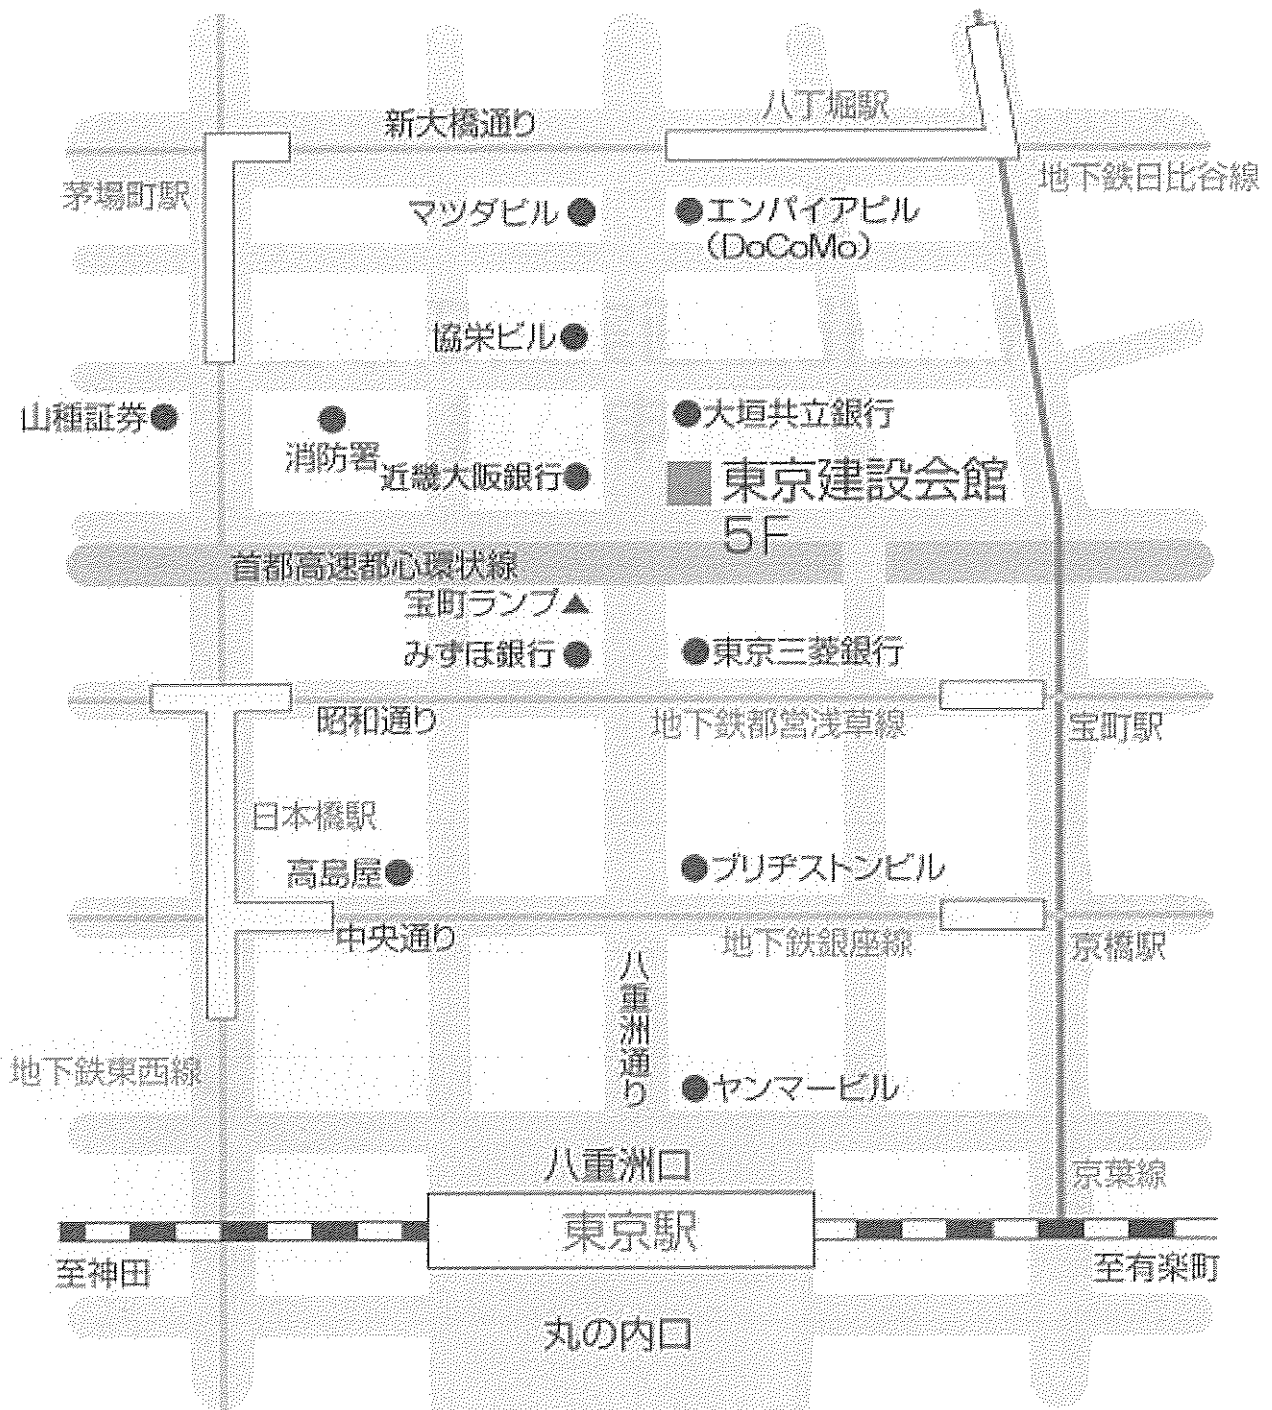 八丁堀駅
新大橋通り
地下鉄日比谷線
茅場町駅
マツダビル
エンパイアビル
（DoCoMo）
協栄ビル
山種証券
大垣共立銀行
消防署
近畿大阪銀行
東京建設会館
5F
首都高速都心環状線
宝町ランプ
みずほ銀行
東京三菱銀行
昭和通り
地下鉄都営浅草線
宝町駅
日本橋駅
高島屋
ブリヂストンビル
中央通り
地下鉄銀座線
京橋駅
八重洲通り
地下鉄東西線
ヤンマービル
八重洲口
京葉線
東京駅
至神田
至有楽町
丸の内口